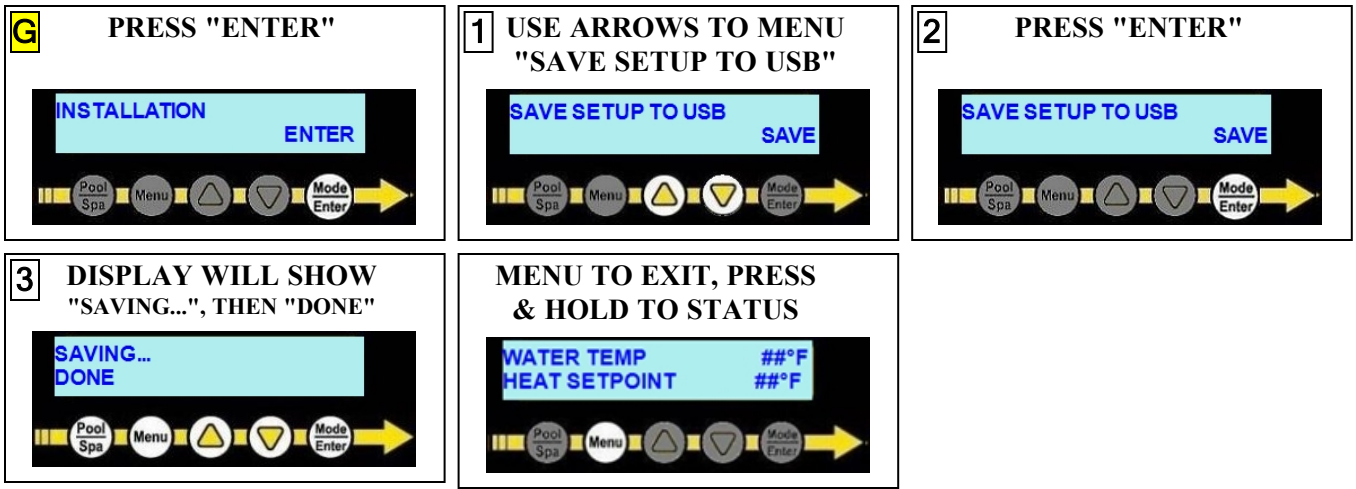 G
PRESS "ENTER"
INSTALLATION
ENTER
Pool
Spa
Menu
Mode
Enter
1
USE ARROWS TO MENU
"SAVE SETUP TO USB"
SAVE SETUP TO USB
SAVE
Pool
Spa
Menu
Mode
Enter
2
PRESS "ENTER"
SAVE SETUP TO USB
SAVE
Pool
Spa
Menu
Mode
Enter
3
DISPLAY WILL SHOW
"SAVING...", THEN "DONE"
SAVING...
DONE
Pool
Spa
Menu
Mode
Enter
MENU TO EXIT, PRESS
& HOLD TO STATUS
WATER TEMP ##°F
HEAT SETPOINT ##°F
Pool
Spa
Menu
Mode
Enter